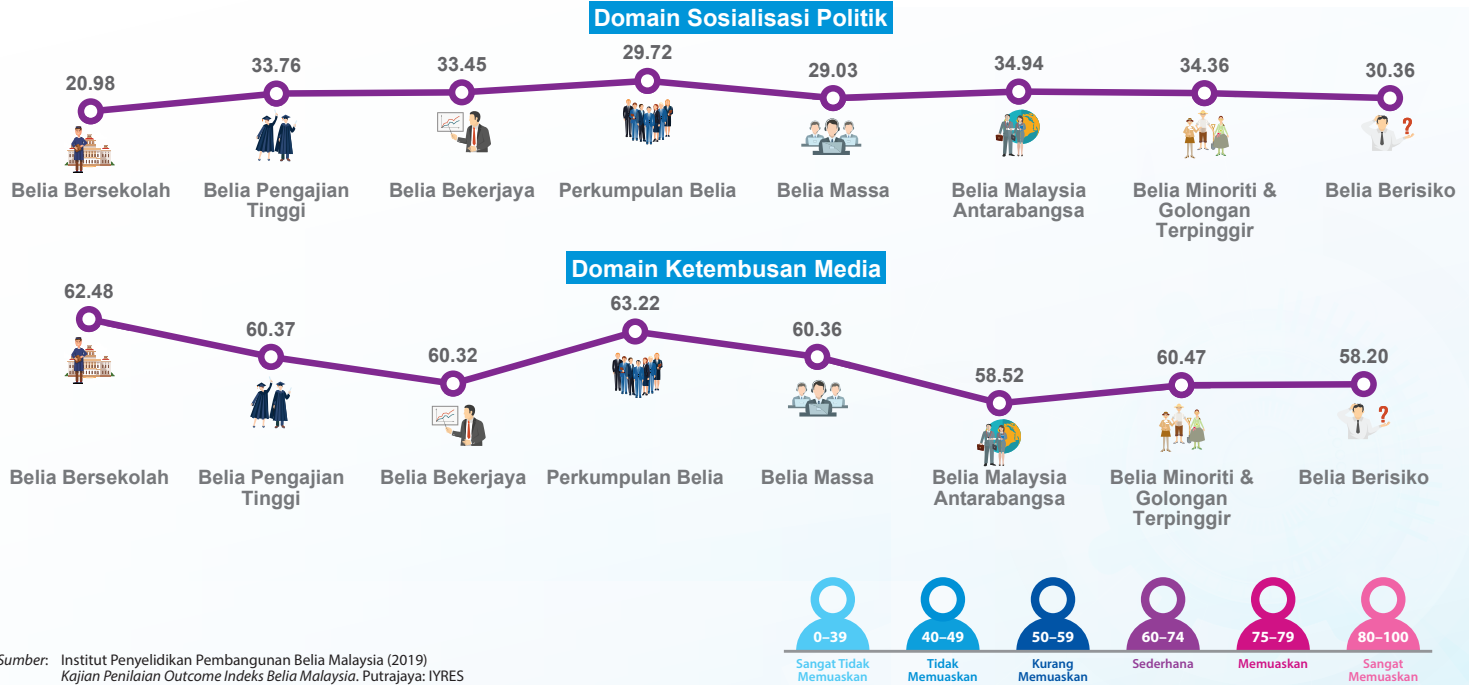 Domain Sosialisasi Politik
20.98
33.76
33.45
29.72
29.03
34.94
34.36
30.36
?
Belia Bersekolah
Belia Pengajian
Tinggi
Belia Bekerjaya
Perkumpulan Belia
Belia Massa
Belia Malaysia
Antarabangsa
Belia Minoriti &
Golongan
Terpinggir
Belia Berisiko
Domain Ketembusan Media
62.48
60.37
60.32
63.22
60.36
58.52
60.47
58.20
?
Belia Bersekolah
Belia Pengajian
Tinggi
Belia Bekerjaya
Perkumpulan Belia
Belia Massa
Belia Malaysia
Antarabangsa
Belia Minoriti &
Golongan
Terpinggir
Belia Berisiko
0–39
Sangat Tidak
Memuaskan
40–49
Tidak
Memuaskan
50–59
Kurang
Memuaskan
60–74
Sederhana
75–79
Memuaskan
80–100
Sangat
Memuaskan
Sumber: Institut Penyelidikan Pembangunan Belia Malaysia (2019)
Kajian Penilaian Outcome Indeks Belia Malaysia. Putrajaya: IYRES